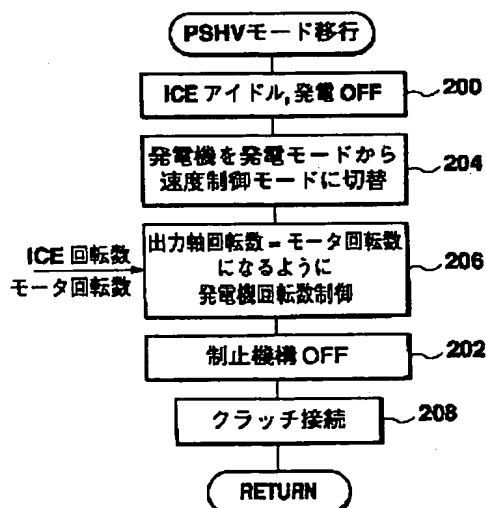 PSHVモード移行
ICE アイドル, 発電 OFF
200
発電機を発電モードから
速度制御モードに切替
204
ICE 回転数
モータ回転数
出力軸回転数 = モータ回転数
になるように
発電機回転数制御
206
制止機構 OFF
202
クラッチ接続
208
RETURN